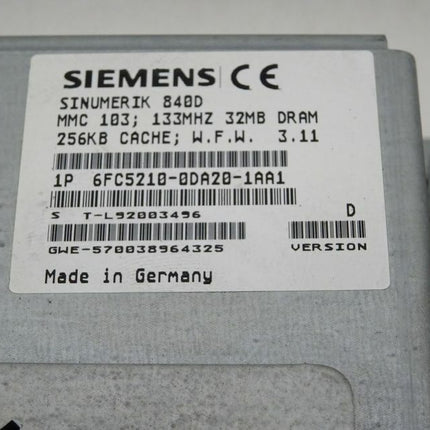 SIEMENS CE
SINUMERIK 840D
MMC 103; 133MHZ 32MB DRAM
256KB CACHE; W.F.W. 3.11
1P 6FC5210-0DA20-1AA1
S T-L92003496 D
GWE-570038964325 VERSION
Made in Germany